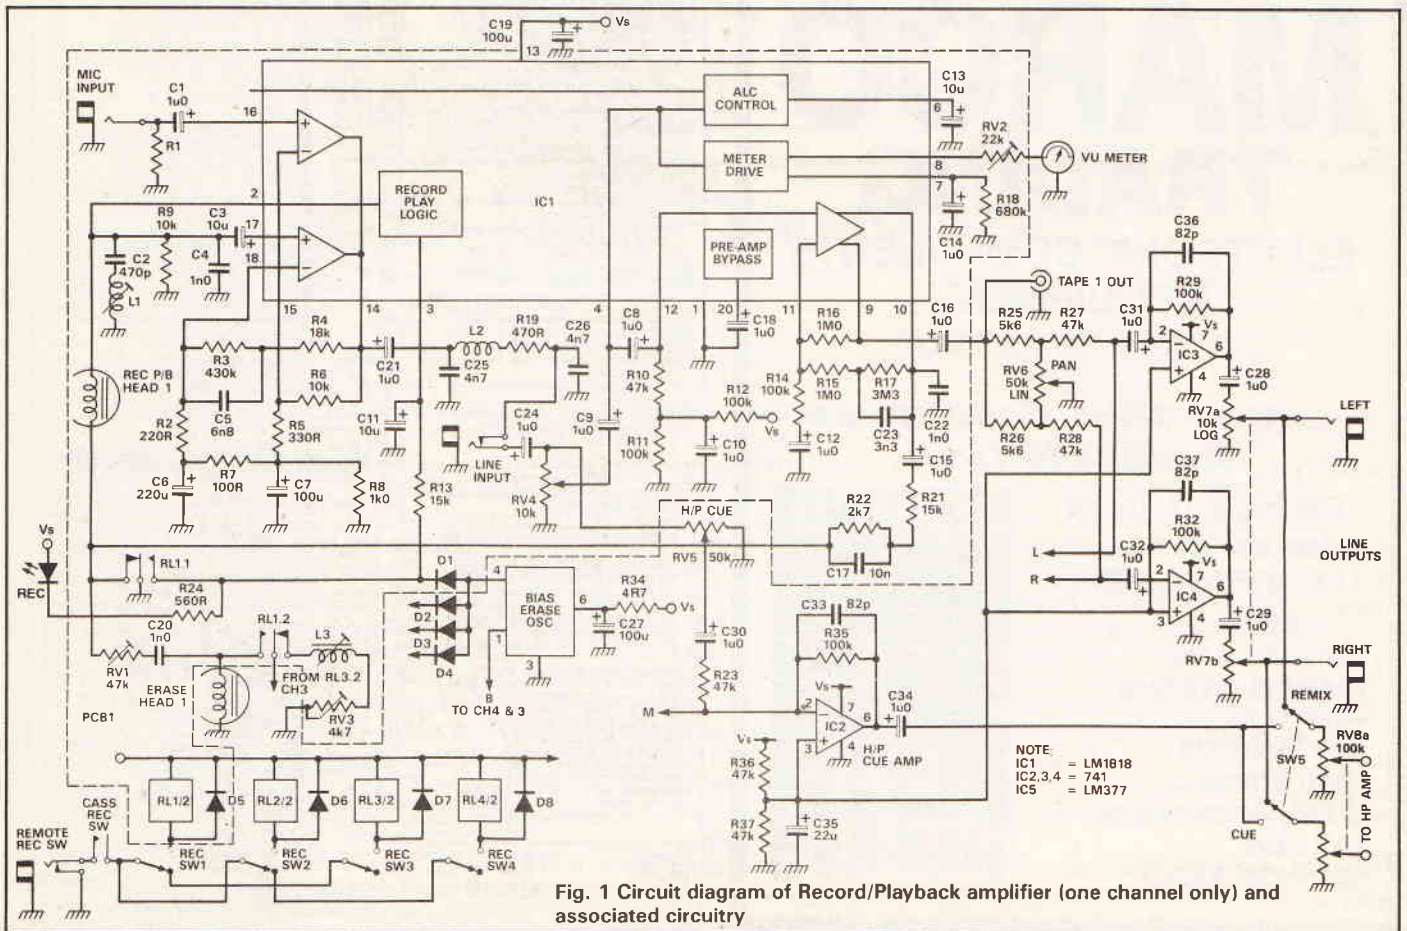 C19
100u
Vs
13
MIC
INPUT
C1
1u0
16
R1
ALC
CONTROL
C13
10u
6
METER
DRIVE
RV2
22k
8
VU METER
7
R18
680k
C14
1u0
2
RECORD
PLAY
LOGIC
IC1
R9
10k
C3
10u
17
C4
1n0
18
C2
470p
L1
PRE-AMP
BYPASS
15
14
3
4
12
1
20
11
9
10
C36
82p
R29
100k
TAPE 1 OUT
C16
1u0
R25
5k6
R27
47k
C31
1u0
2
Vs
7
IC3
6
3
4
C28
1u0
RV7a
10k
LOG
LEFT
R4
18k
R3
430k
C5
6n8
R6
10k
R2
220R
R5
330R
R7
100R
C6
220u
C7
100u
R8
1k0
REC P/B
HEAD 1
C21
1u0
L2
R19
470R
C26
4n7
C25
4n7
C11
10u
C24
1u0
LINE
INPUT
RV4
10k
R13
15k
C8
1u0
R10
47k
C9
1u0
R11
100k
R12
100k
Vs
C10
1u0
C18
1u0
R14
100k
C12
1u0
R16
1M0
R15
1M0
R17
3M3
C23
3n3
C22
1n0
C15
1u0
R21
15k
R22
2k7
C17
10n
H/P CUE
RV5
50k
RV6
50k
LIN
PAN
R26
5k6
R28
47k
C37
82p
R32
100k
L
R
C32
1u0
2
Vs
7
IC4
6
3
4
C29
1u0
RV7b
LINE
OUTPUTS
RIGHT
REMIX
SW5
RV8a
100k
CUE
TO HP AMP
Vs
REC
RL1.1
R24
560R
C20
1n0
RV1
47k
RL1.2
L3
FROM
RL3.2
CH3
ERASE
HEAD 1
RV3
4k7
PCB1
D1
D2
D3
D4
4
BIAS
ERASE
OSC
6
1
3
R34
4R7
Vs
C27
100u
8
TO CH4 & 3
C30
1u0
R23
47k
M
C33
82p
R35
100k
Vs
2
7
IC2
6
3
4
H/P
CUE AMP
C34
1u0
Vs
R36
47k
R37
47k
C35
22u
NOTE:
IC1 = LM1818
IC2,3,4 = 741
IC5 = LM377
RL1/2
D5
RL2/2
D6
RL3/2
D7
RL4/2
D8
CASS
REC
SW
REMOTE
REC SW
REC
SW1
REC
SW2
REC
SW3
REC
SW4
Fig. 1 Circuit diagram of Record/Playback amplifier (one channel only) and
associated circuitry